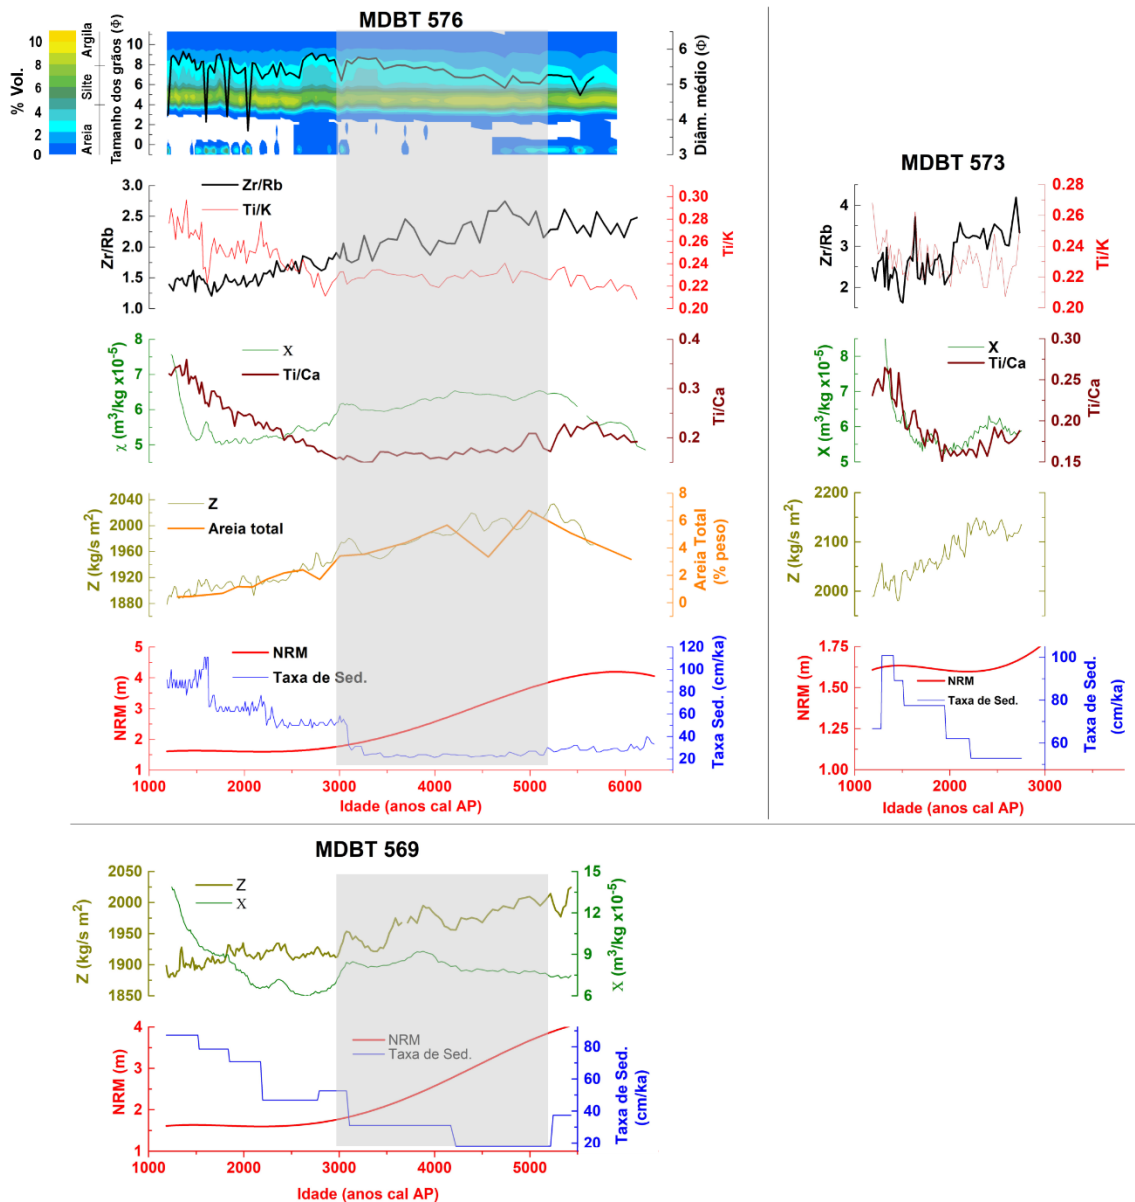 MDBT 576
% Vol.
10
8
6
4
2
0
Areia
Silte
Argila
Tamanho dos grãos (Φ)
10
8
6
4
2
0
6
5
4
3
Diâm. médio (Φ)
Zr/Rb
Ti/K
Zr/Rb
3.0
2.5
2.0
1.5
1.0
0.30
0.28
0.26
0.24
0.22
0.20
Ti/K
χ (m³/kg x10⁻⁵)
8
7
6
5
X
Ti/Ca
0.4
0.3
0.2
Ti/Ca
Z (kg/s m²)
2040
2000
1960
1920
1880
Z
Areia total
8
6
4
2
0
Areia Total
(% peso)
NRM (m)
5
4
3
2
1
NRM
Taxa de Sed.
120
100
80
60
40
20
0
Taxa Sed. (cm/ka)
1000 2000 3000 4000 5000 6000
Idade (anos cal AP)
MDBT 573
Zr/Rb
4
3
2
0.28
0.26
0.24
0.22
0.20
Ti/K
X (m³/kg x10⁻⁵)
8
7
6
5
X
Ti/Ca
0.30
0.25
0.20
0.15
Ti/Ca
Z (kg/s m²)
2200
2100
2000
NRM (m)
1.75
1.50
1.25
1.00
NRM
Taxa de Sed.
100
80
60
Taxa de Sed.
(cm/ka)
1000 2000 3000
Idade (anos cal AP)
MDBT 569
Z (kg/s m²)
2050
2000
1950
1900
1850
Z
X
15
12
9
6
X (m³/kg x10⁻⁵)
NRM (m)
4
3
2
1
NRM
Taxa de Sed.
80
60
40
20
Taxa de Sed.
(cm/ka)
1000 2000 3000 4000 5000
Idade (anos cal AP)